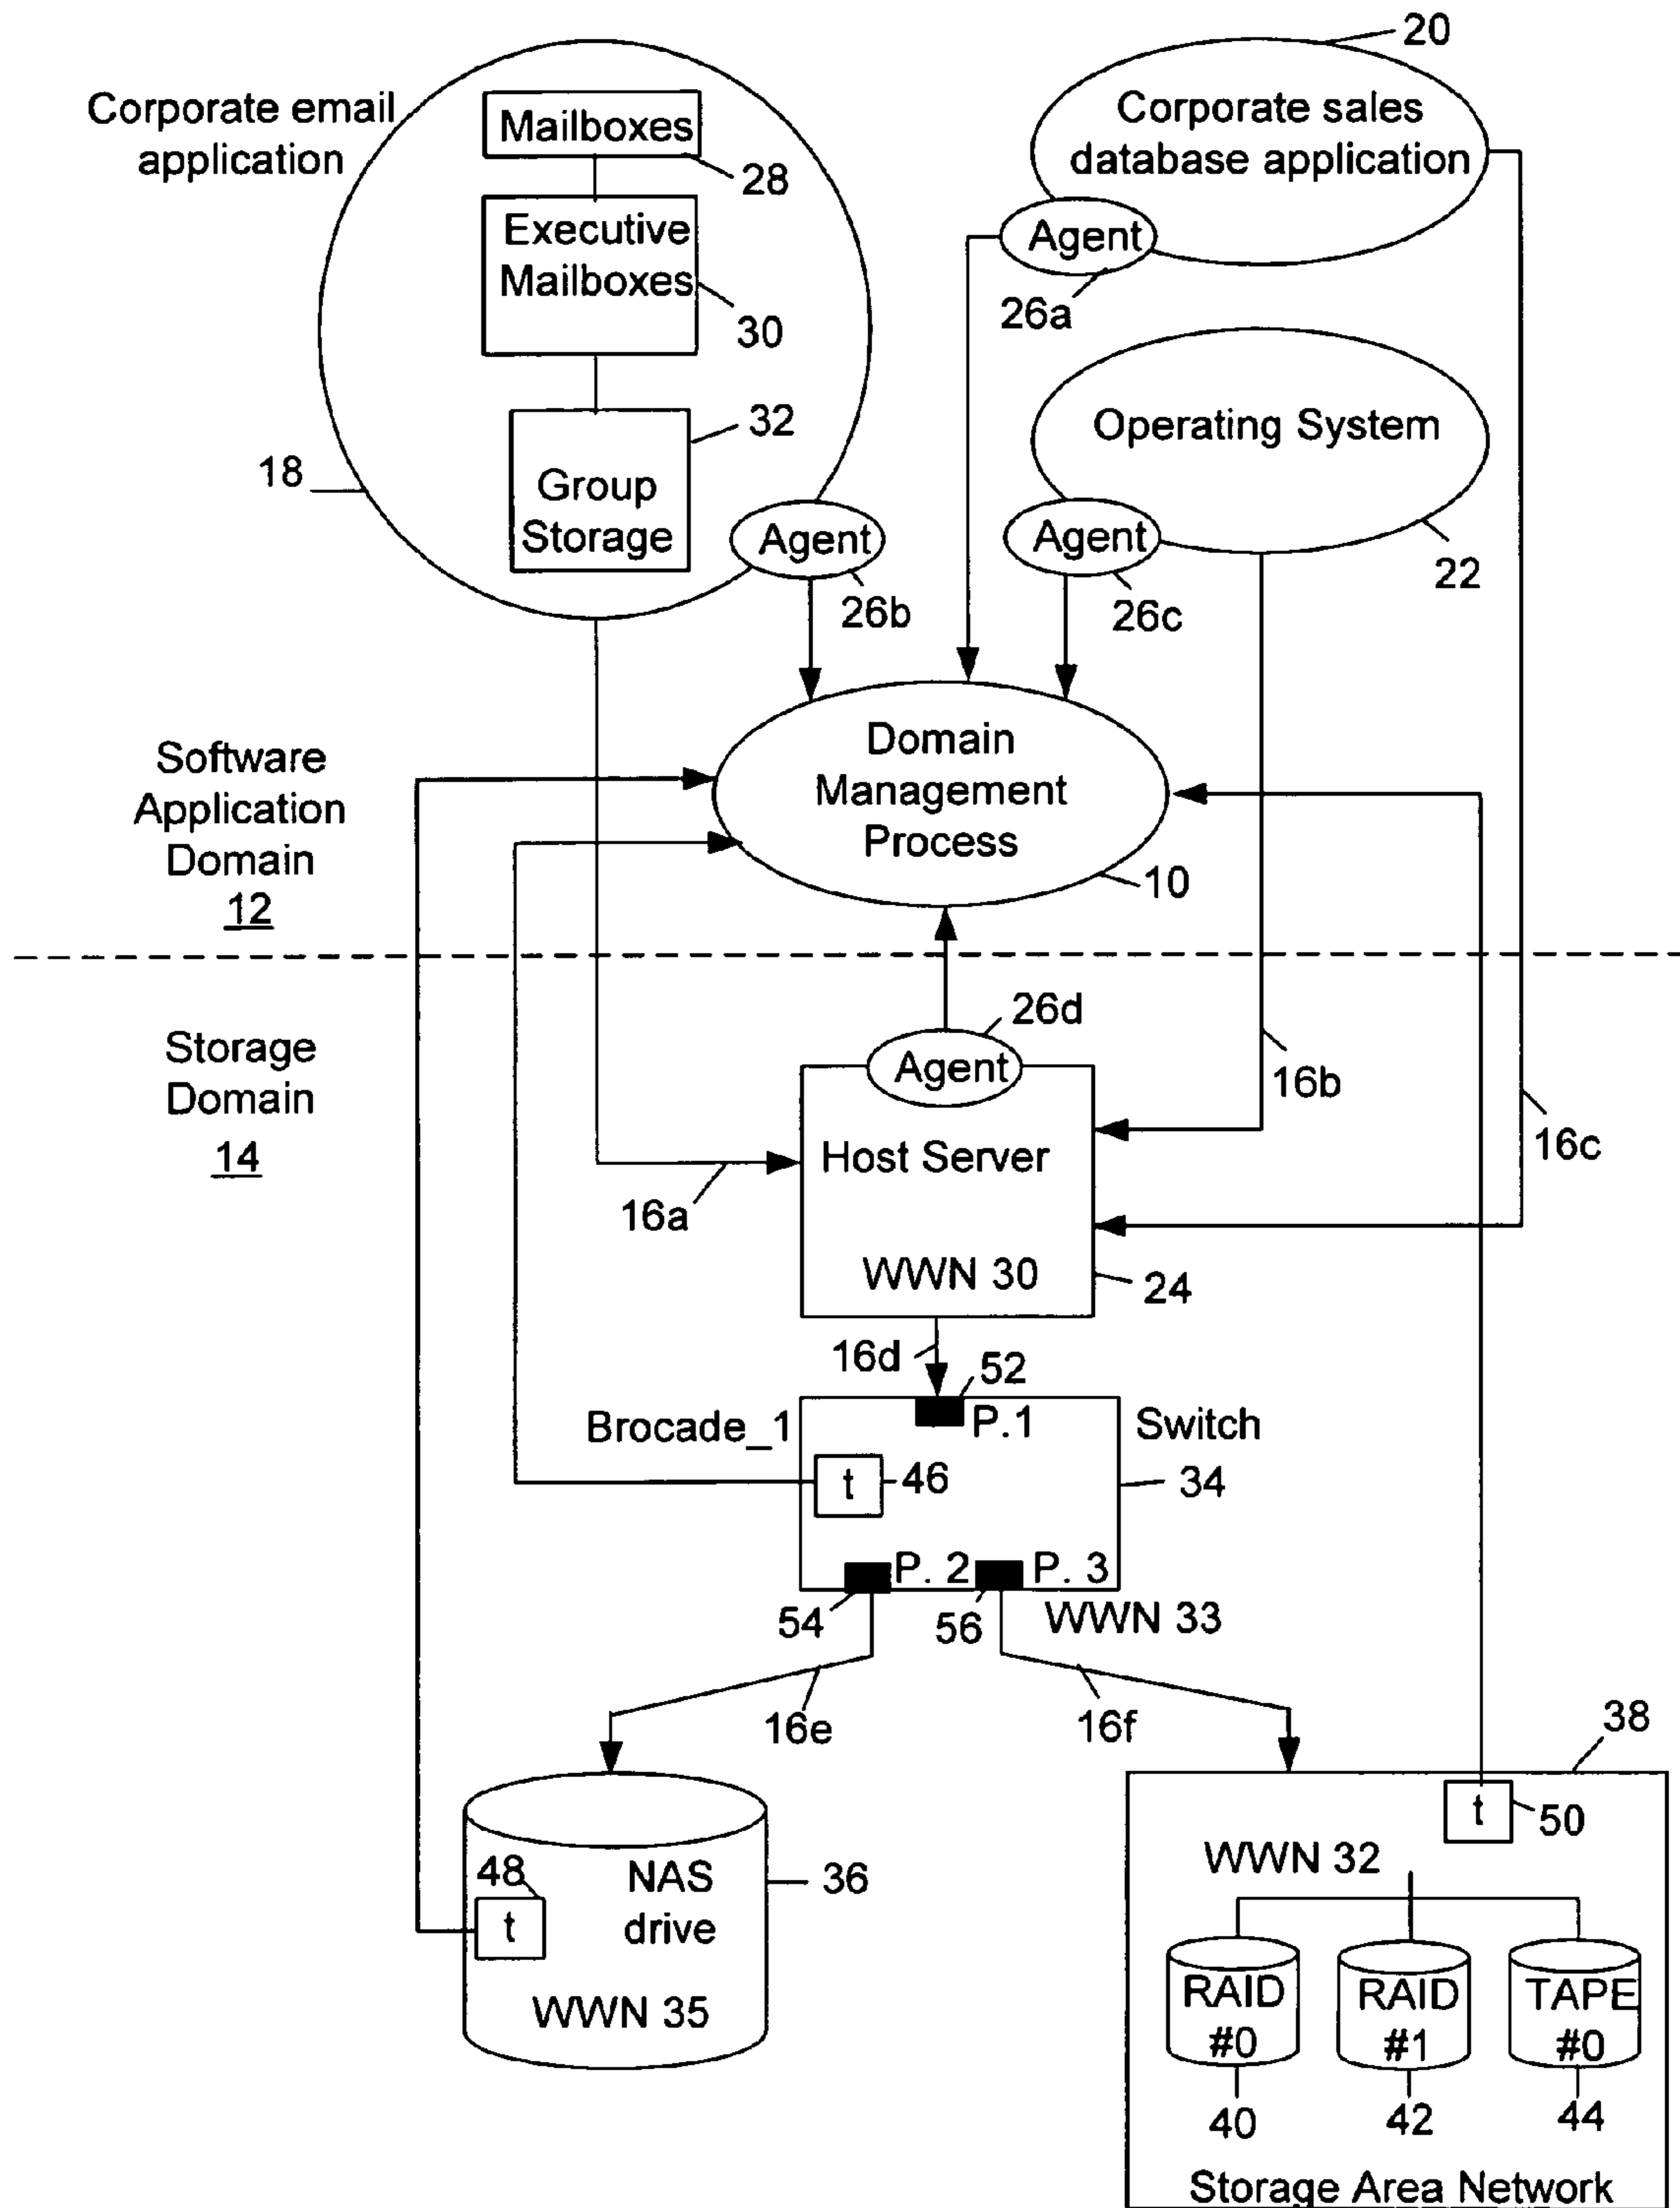 20
Corporate email
application
Mailboxes
28
Executive
Mailboxes
30
32
Group
Storage
18
Agent
26b
Corporate sales
database application
Agent
26a
Operating System
Agent
26c
22
Software
Application
Domain
12
Domain
Management
Process
10
Storage
Domain
14
26d
Agent
16b
16c
Host Server
16a
WWN 30
24
16d
52
Brocade_1
P.1
Switch
t
46
34
P. 2
P. 3
54
56
WWN 33
16e
16f
38
t
50
48
NAS
drive
36
t
WWN 35
WWN 32
RAID
#0
RAID
#1
TAPE
#0
40
42
44
Storage Area Network